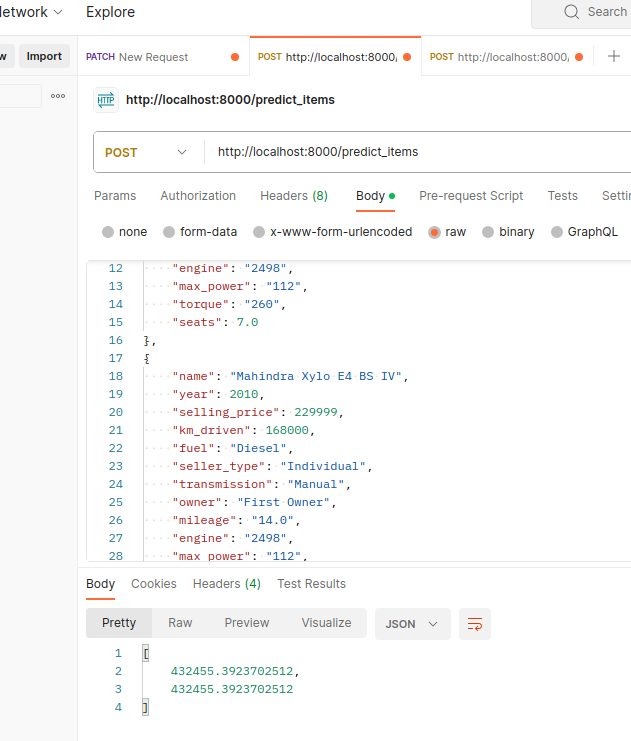 Network Explore Search
Import PATCH New Request POST http://localhost:8000/ POST http://localhost:8000/
HTTP http://localhost:8000/predict_items
POST http://localhost:8000/predict_items
Params Authorization Headers (8) Body Pre-request Script Tests
none form-data x-www-form-urlencoded raw binary GraphQL
12 "engine": "2498",
13 "max_power": "112",
14 "torque": "260",
15 "seats": 7.0
16 },
17 {
18 "name": "Mahindra Xylo E4 BS IV",
19 "year": 2010,
20 "selling_price": 229999,
21 "km_driven": 168000,
22 "fuel": "Diesel",
23 "seller_type": "Individual",
24 "transmission": "Manual",
25 "owner": "First Owner",
26 "mileage": "14.0",
27 "engine": "2498",
28 "max_power": "112",
Body Cookies Headers (4) Test Results
Pretty Raw Preview Visualize JSON
1 [
2 432455.3923702512,
3 432455.3923702512
4 ]